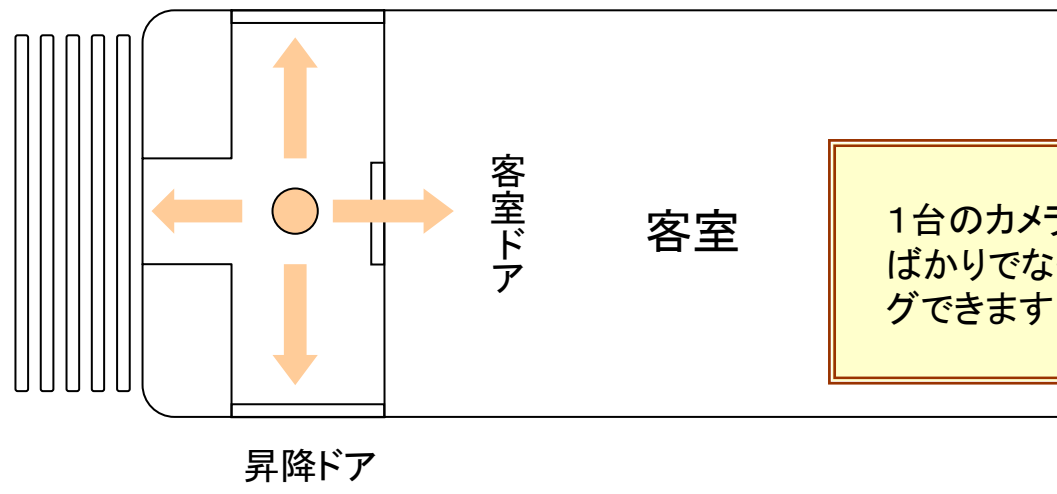 客室ドア
客室
１台のカメラ
ばかりでな
グできます
昇降ドア